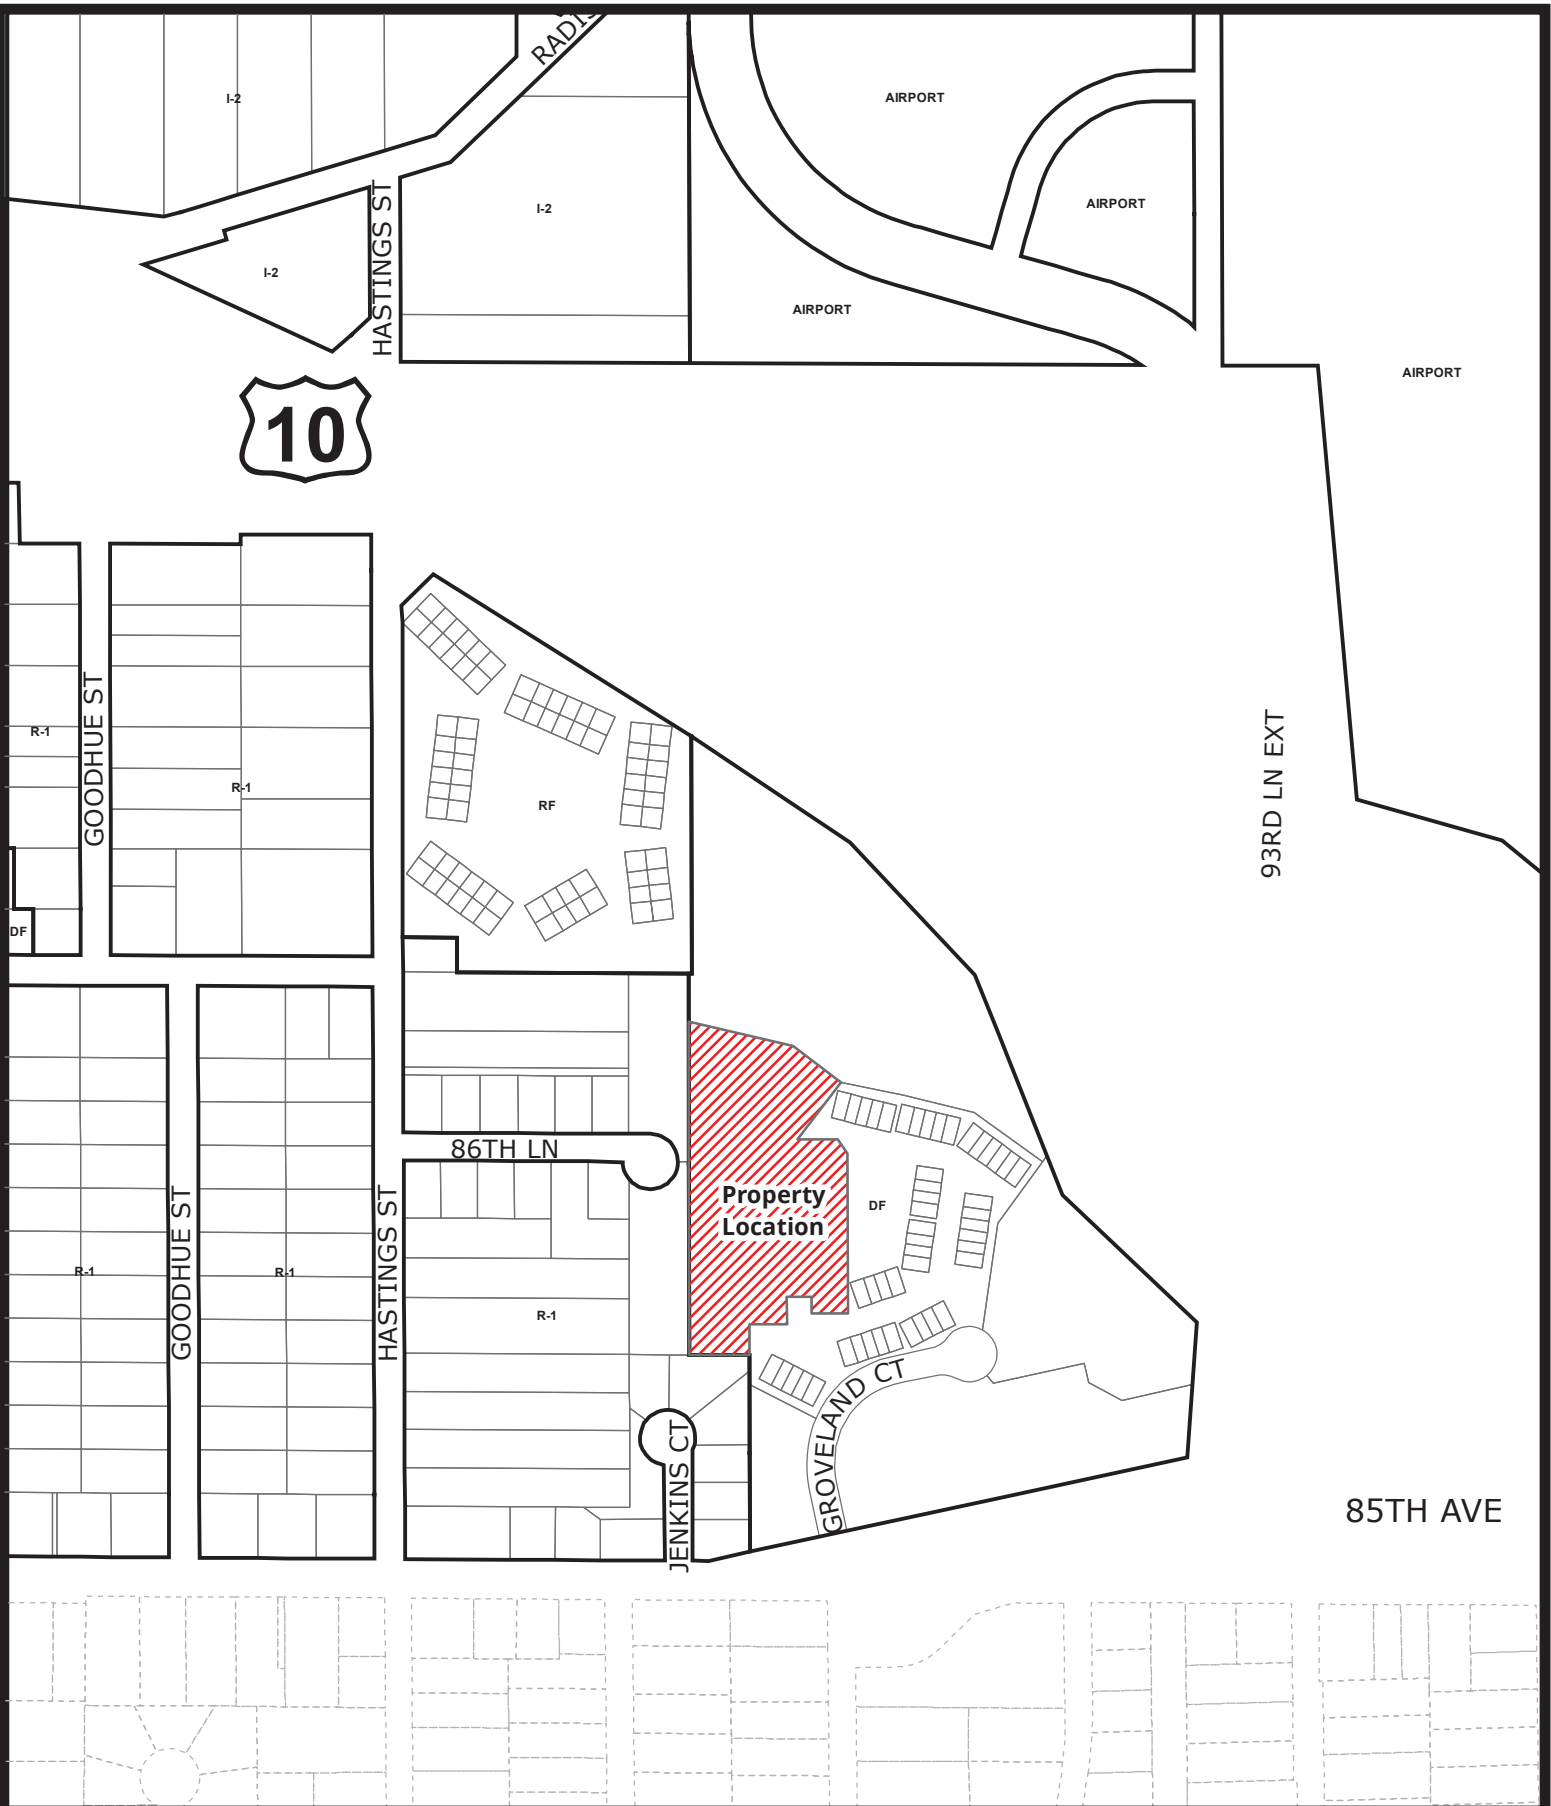 RADIS
I-2
AIRPORT
AIRPORT
I-2
HASTINGS ST
I-2
AIRPORT
AIRPORT
10
GOODHUE ST
R-1
R-1
RF
93RD LN EXT
DF
86TH LN
Property
Location
DF
GOODHUE ST
HASTINGS ST
R-1
R-1
R-1
GROVELAND CT
JENKINS CT
85TH AVE